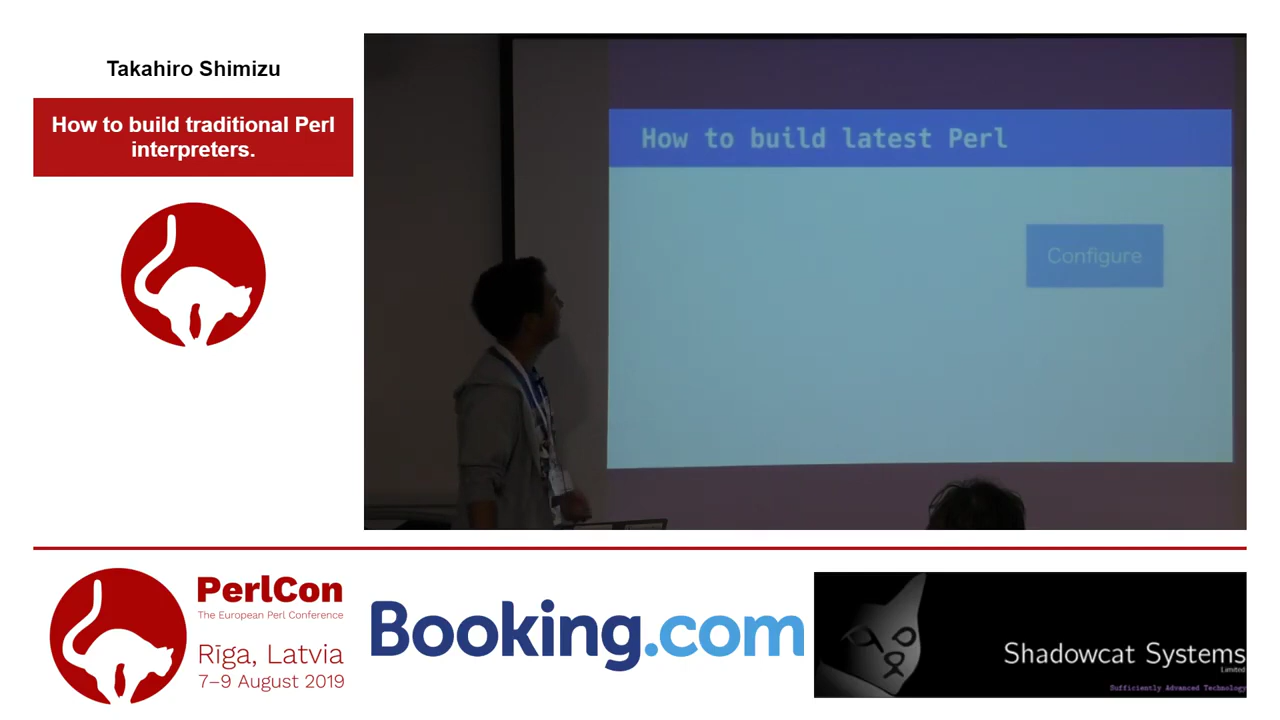 Takahiro Shimizu
How to build traditional Perl
interpreters.
How to build latest Perl
Configure
PerlCon
The European Perl Conference
Rīga, Latvia
7–9 August 2019
Booking.com
Shadowcat Systems
Limited
Sufficiently Advanced Technology